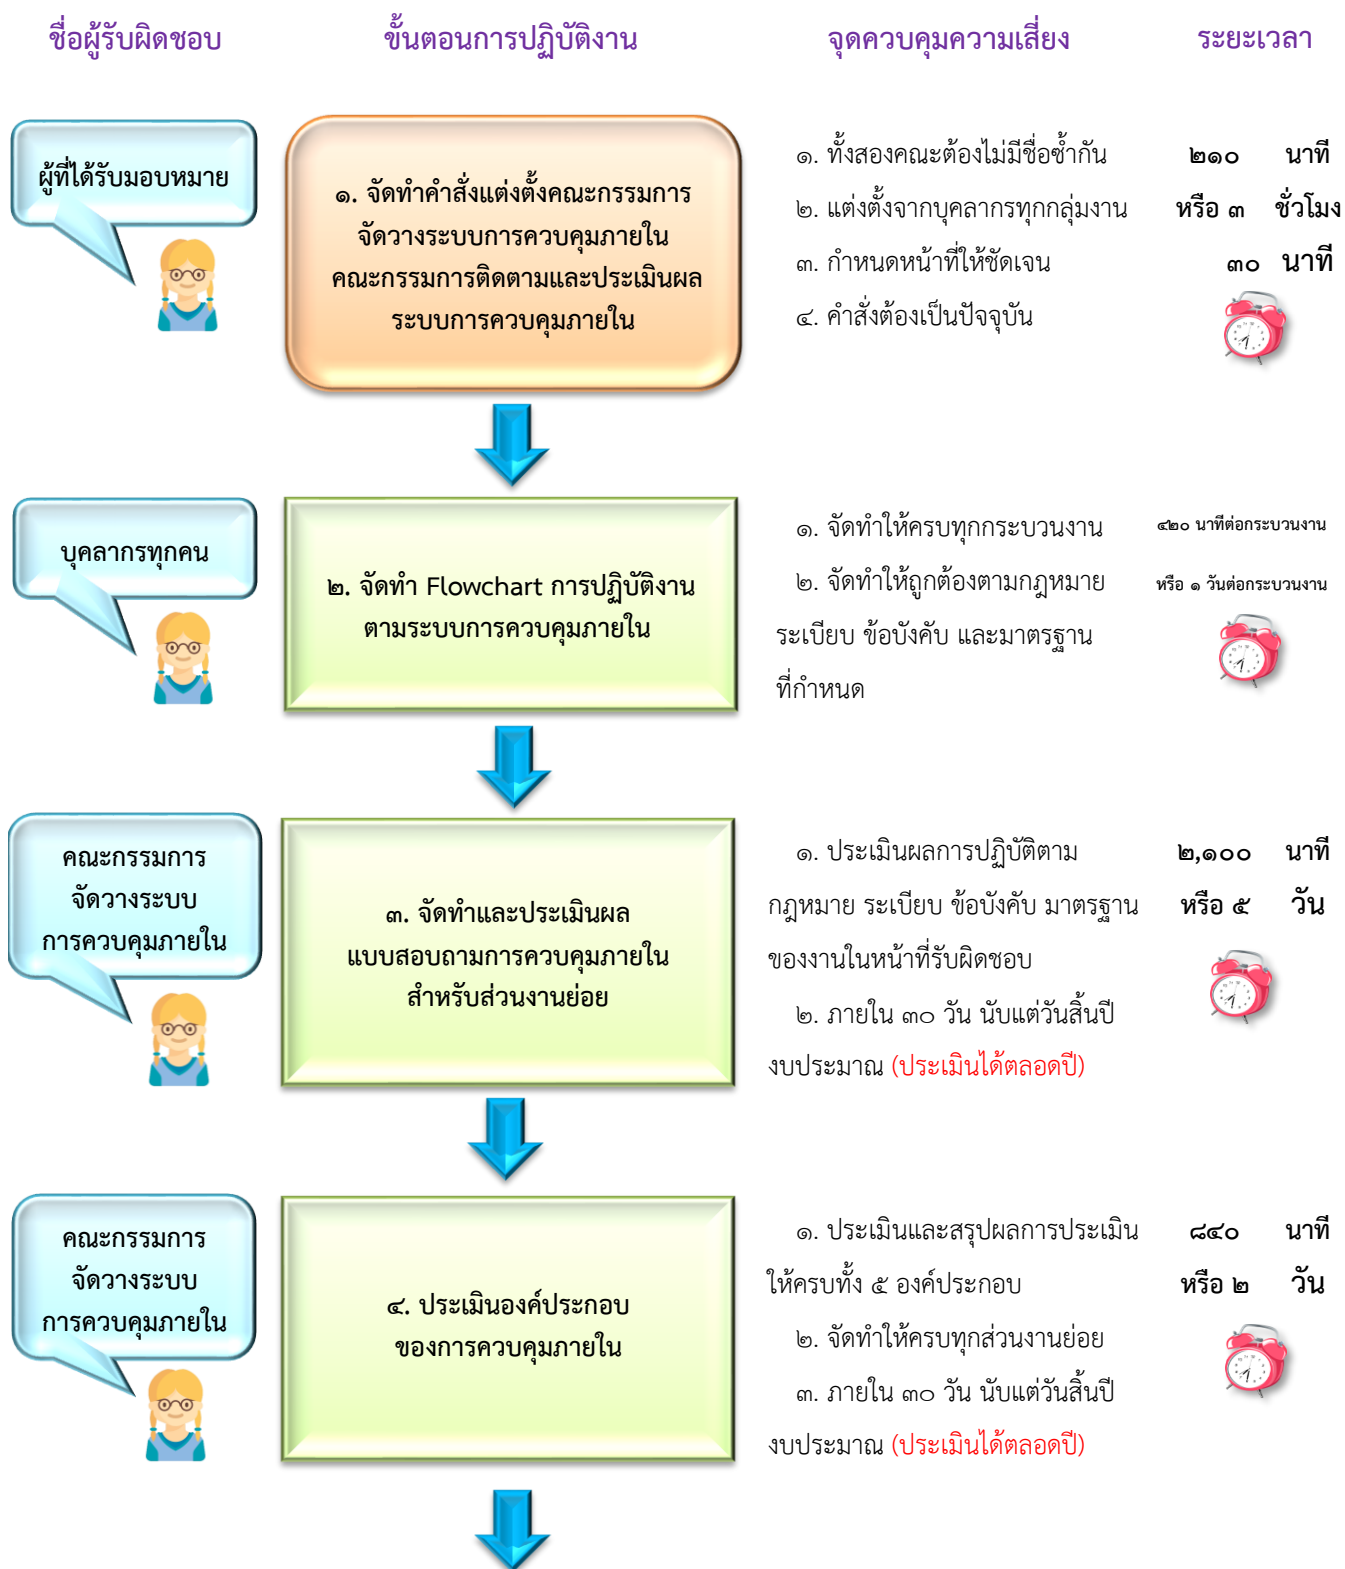 ชื่อผู้รับผิดชอบ ขั้นตอนการปฏิบัติงาน จุดควบคุมความเสี่ยง ระยะเวลา
ผู้ที่ได้รับมอบหมาย
๑. จัดทำคำสั่งแต่งตั้งคณะกรรมการ
จัดวางระบบการควบคุมภายใน
คณะกรรมการติดตามและประเมินผล
ระบบการควบคุมภายใน
๑. ทั้งสองคณะต้องไม่มีชื่อซ้ำกัน
๒. แต่งตั้งจากบุคลากรทุกกลุ่มงาน
๓. กำหนดหน้าที่ให้ชัดเจน
๔. คำสั่งต้องเป็นปัจจุบัน
๒๑๐ นาที
หรือ ๓ ชั่วโมง
๓๐ นาที
บุคลากรทุกคน
๒. จัดทำ Flowchart การปฏิบัติงาน
ตามระบบการควบคุมภายใน
๑. จัดทำให้ครบทุกกระบวนงาน
๒. จัดทำให้ถูกต้องตามกฎหมาย
ระเบียบ ข้อบังคับ และมาตรฐาน
ที่กำหนด
๔๒๐ นาทีต่อกระบวนงาน
หรือ ๑ วันต่อกระบวนงาน
คณะกรรมการ
จัดวางระบบ
การควบคุมภายใน
๓. จัดทำและประเมินผล
แบบสอบถามการควบคุมภายใน
สำหรับส่วนงานย่อย
๑. ประเมินผลการปฏิบัติตาม
กฎหมาย ระเบียบ ข้อบังคับ มาตรฐาน
ของงานในหน้าที่รับผิดชอบ
๒. ภายใน ๓๐ วัน นับแต่วันสิ้นปี
งบประมาณ (ประเมินได้ตลอดปี)
๒,๑๐๐ นาที
หรือ ๕ วัน
คณะกรรมการ
จัดวางระบบ
การควบคุมภายใน
๔. ประเมินองค์ประกอบ
ของการควบคุมภายใน
๑. ประเมินและสรุปผลการประเมิน
ให้ครบทั้ง ๕ องค์ประกอบ
๒. จัดทำให้ครบทุกส่วนงานย่อย
๓. ภายใน ๓๐ วัน นับแต่วันสิ้นปี
งบประมาณ (ประเมินได้ตลอดปี)
๘๔๐ นาที
หรือ ๒ วัน